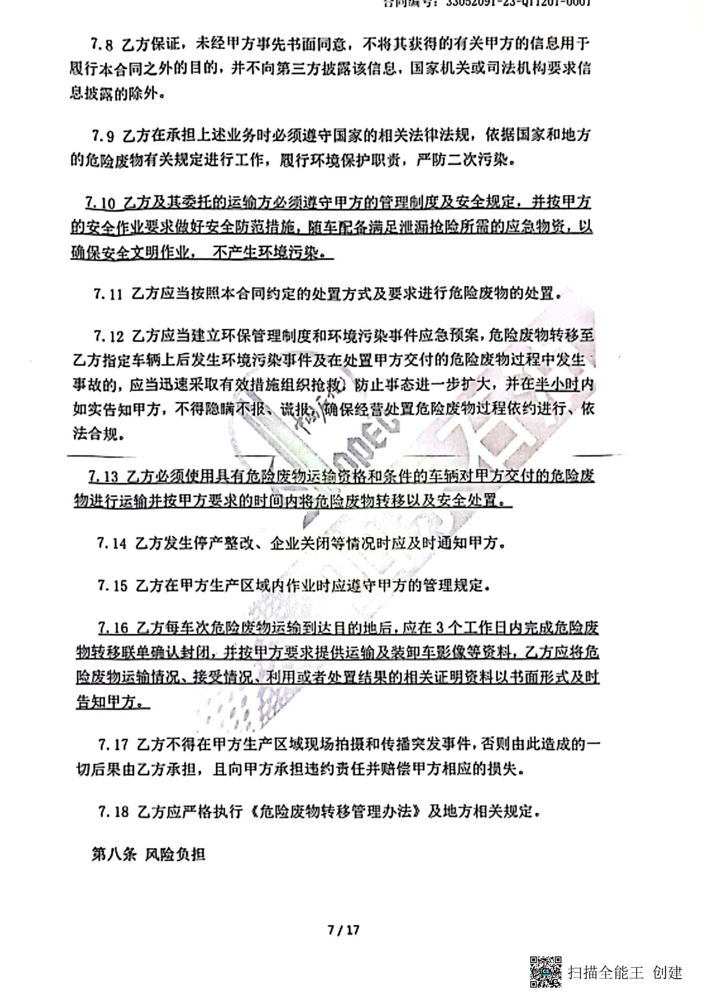 合同编号：33052091-23-QT1201-0001
7.8 乙方保证，未经甲方事先书面同意，不将其获得的有关甲方的信息用于
履行本合同之外的目的，并不向第三方披露该信息，国家机关或司法机构要求信
息披露的除外。
7.9 乙方在承担上述业务时必须遵守国家的相关法律法规，依据国家和地方
的危险废物有关规定进行工作，履行环境保护职责，严防二次污染。
7.10 乙方及其委托的运输方必须遵守甲方的管理制度及安全规定，并按甲方
的安全作业要求做好安全防范措施，随车配备满足泄漏抢险所需的应急物资，以
确保安全文明作业， 不产生环境污染。
7.11 乙方应当按照本合同约定的处置方式及要求进行危险废物的处置。
7.12 乙方应当建立环保管理制度和环境污染事件应急预案，危险废物转移至
乙方指定车辆上后发生环境污染事件及在处置甲方交付的危险废物过程中发生
事故的，应当迅速采取有效措施组织抢救，防止事态进一步扩大，并在半小时内
如实告知甲方，不得隐瞒不报、谎报，确保经营处置危险废物过程依约进行、依
法合规。
7.13 乙方必须使用具有危险废物运输资格和条件的车辆对甲方交付的危险废
物进行运输并按甲方要求的时间内将危险废物转移以及安全处置。
7.14 乙方发生停产整改、企业关闭等情况时应及时通知甲方。
7.15 乙方在甲方生产区域内作业时应遵守甲方的管理规定。
7.16 乙方每车次危险废物运输到达目的地后，应在 3 个工作日内完成危险废
物转移联单确认封闭，并按甲方要求提供运输及装卸车影像等资料，乙方应将危
险废物运输情况、接受情况、利用或者处置结果的相关证明资料以书面形式及时
告知甲方。
7.17 乙方不得在甲方生产区域现场拍摄和传播突发事件，否则由此造成的一
切后果由乙方承担，且向甲方承担违约责任并赔偿甲方相应的损失。
7.18 乙方应严格执行《危险废物转移管理办法》及地方相关规定。
第八条 风险负担
7 / 17
扫描全能王 创建